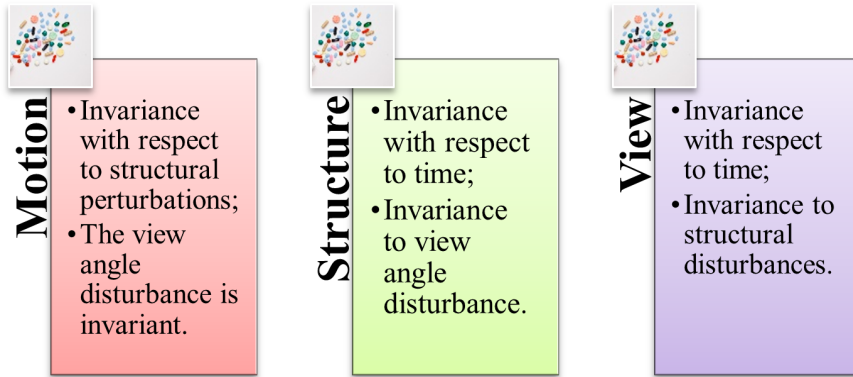 Motion
•Invariance
with respect
to structural
perturbations;
•The view
angle
disturbance is
invariant.
Structure
•Invariance
with respect
to time;
•Invariance
to view
angle
disturbance.
View
•Invariance
with respect
to time;
•Invariance to
structural
disturbances.